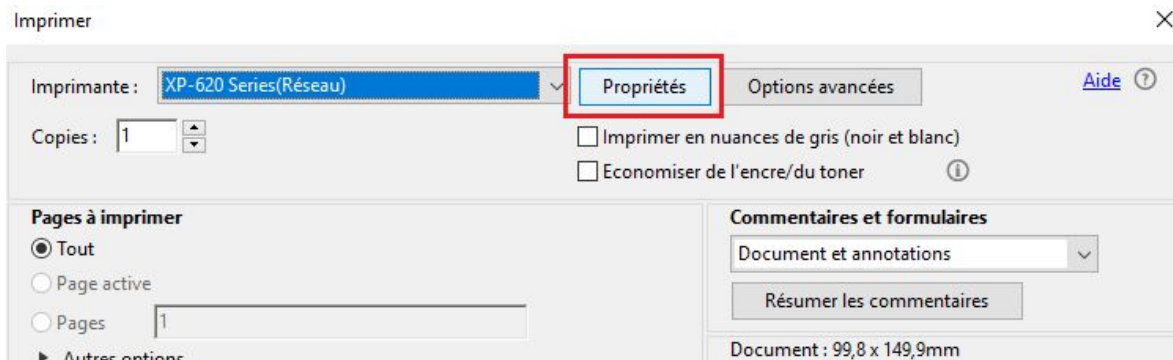 Imprimer
Imprimante : XP-620 Series(Réseau) Propriétés Options avancées Aide
Copies : 1 Imprimer en nuances de gris (noir et blanc)
Economiser de l'encre/du toner
Pages à imprimer Commentaires et formulaires
Tout Document et annotations
Page active
Résumer les commentaires
Pages 1
Autres options Document : 99,8 x 149,9mm